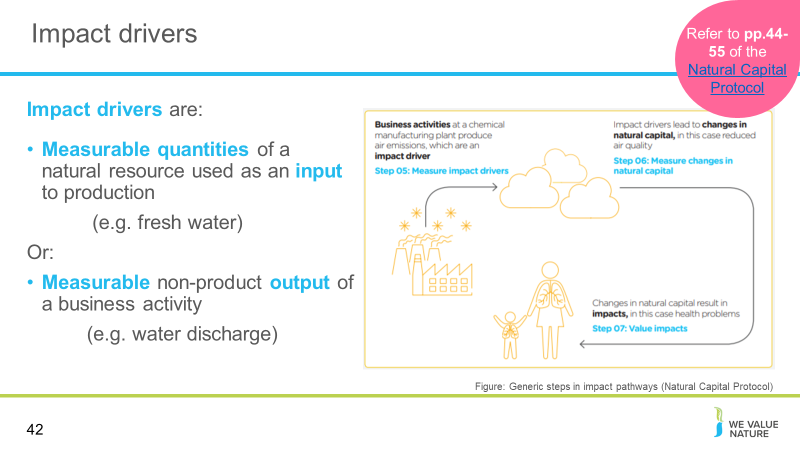 Impact drivers
Refer to pp.44-
55 of the
Natural Capital
Protocol
Impact drivers are:
• Measurable quantities of a
natural resource used as an input
to production
(e.g. fresh water)
Or:
• Measurable non-product output of
a business activity
(e.g. water discharge)
Business activities at a chemical
manufacturing plant produce
air emissions, which are an
impact driver
Step 05: Measure impact drivers
Impact drivers lead to changes in
natural capital, in this case reduced
air quality
Step 06: Measure changes in
natural capital
Changes in natural capital result in
impacts, in this case health problems
Step 07: Value impacts
Figure: Generic steps in impact pathways (Natural Capital Protocol)
42
WE VALUE
NATURE